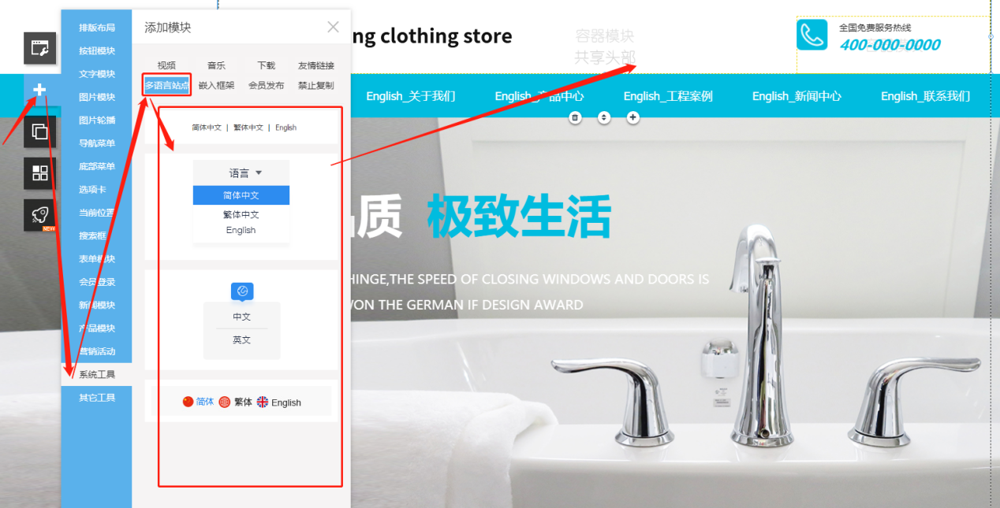 排版布局
按钮模块
文字模块
图片模块
图片轮播
导航菜单
底部菜单
选项卡
当前位置
搜索框
表单模块
会员登录
新闻模块
产品模块
营销活动
系统工具
其它工具
NEW
添加模块
视频 音乐 下载 友情链接
多语言站点 嵌入框架 会员发布 禁止复制
简体中文 | 繁体中文 | English
语言
简体中文
繁体中文
English
中文
英文
简体 繁体 English
ng clothing store
容器模块
共享头部
全国免费服务热线
400-000-0000
English_关于我们 English_产品中心 English_工程案例 English_新闻中心 English_联系我们
质 极致生活
HINGE,THE SPEED OF CLOSING WINDOWS AND DOORS IS
WON THE GERMAN IF DESIGN AWARD